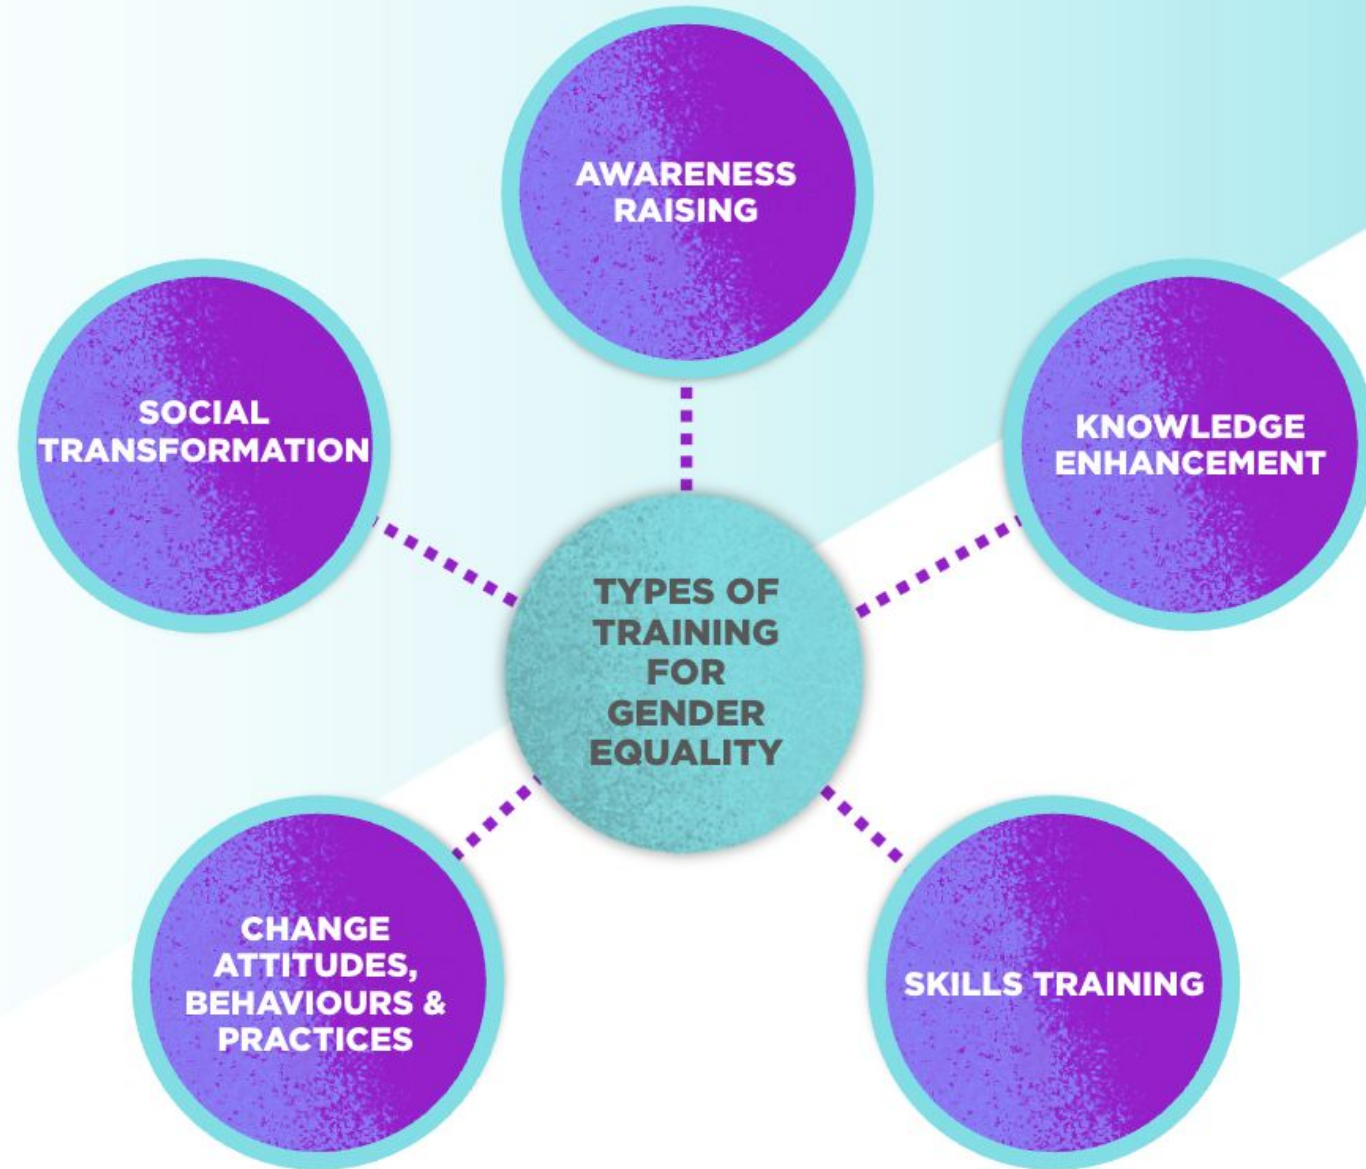 AWARENESS
RAISING
SOCIAL
TRANSFORMATION
KNOWLEDGE
ENHANCEMENT
TYPES OF
TRAINING
FOR
GENDER
EQUALITY
CHANGE
ATTITUDES,
BEHAVIOURS &
PRACTICES
SKILLS TRAINING